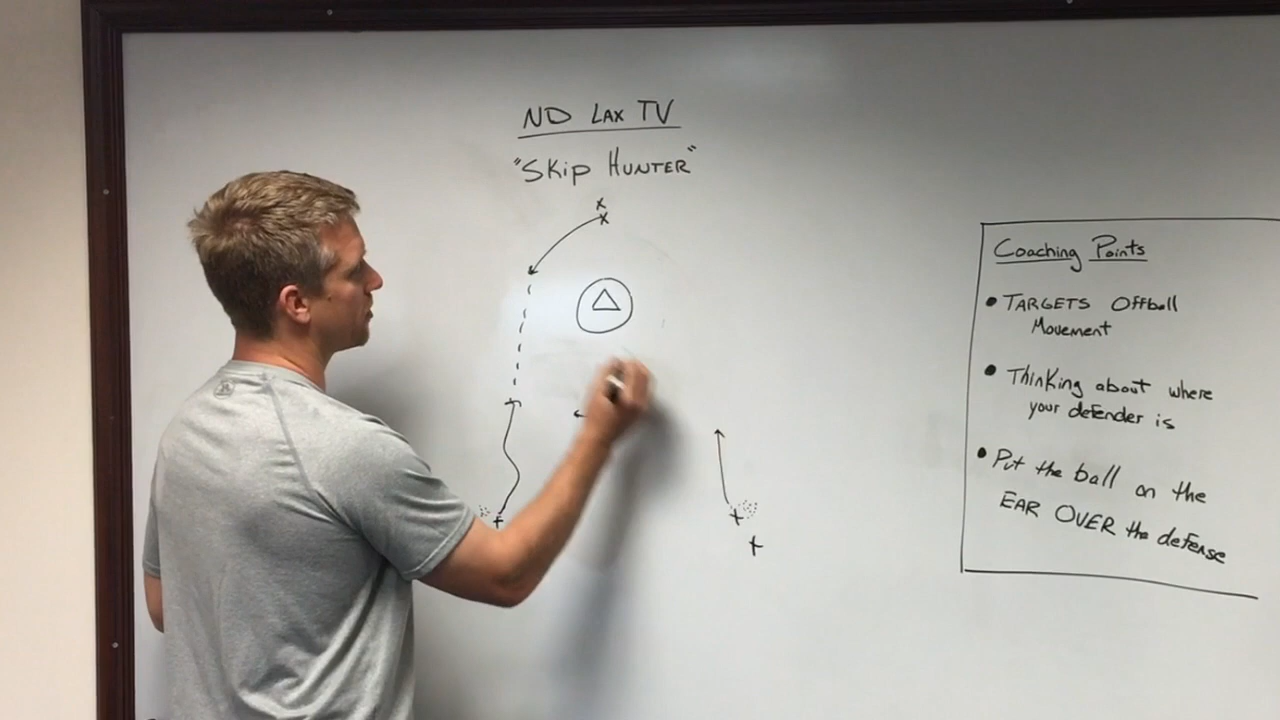 ND LAX TV
"SKip HUNTER"
Coaching Points
• TARGETS Offball
Movement
• Thinking about where
your defender is
• Put the ball on the
EAR OVER the defense